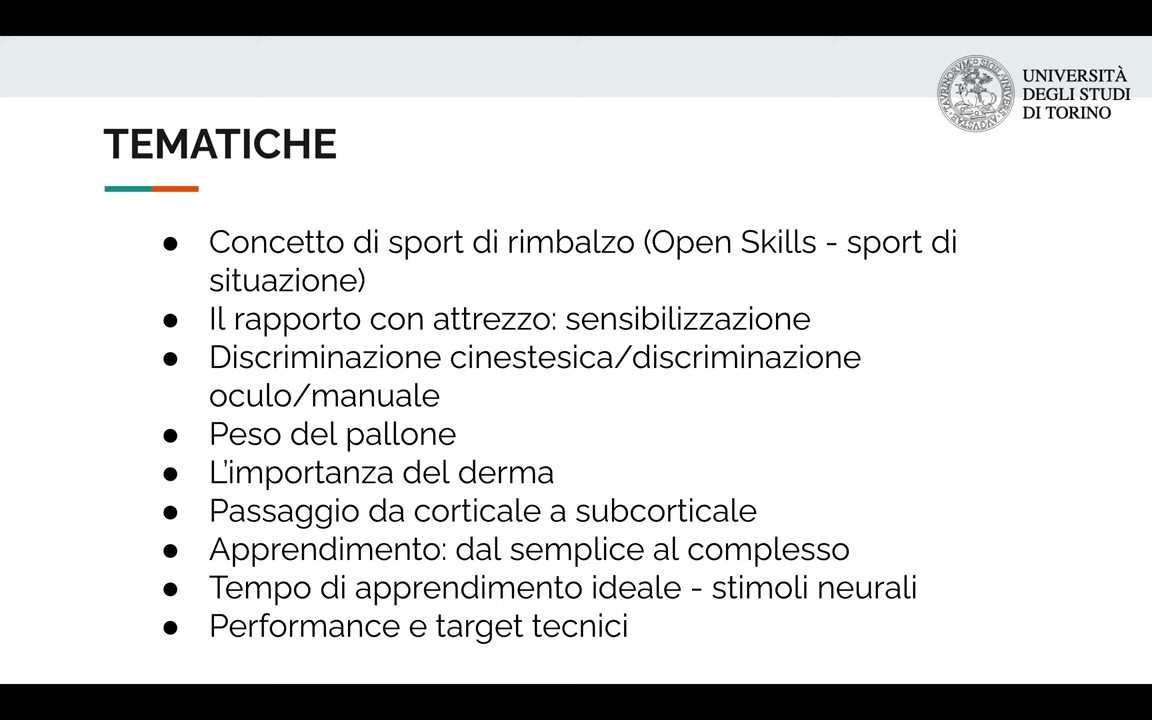 UNIVERSITÀ
DEGLI STUDI
DI TORINO
TEMATICHE
● Concetto di sport di rimbalzo (Open Skills - sport di
situazione)
● Il rapporto con attrezzo: sensibilizzazione
● Discriminazione cinestesica/discriminazione
oculo/manuale
● Peso del pallone
● L'importanza del derma
● Passaggio da corticale a subcorticale
● Apprendimento: dal semplice al complesso
● Tempo di apprendimento ideale - stimoli neurali
● Performance e target tecnici